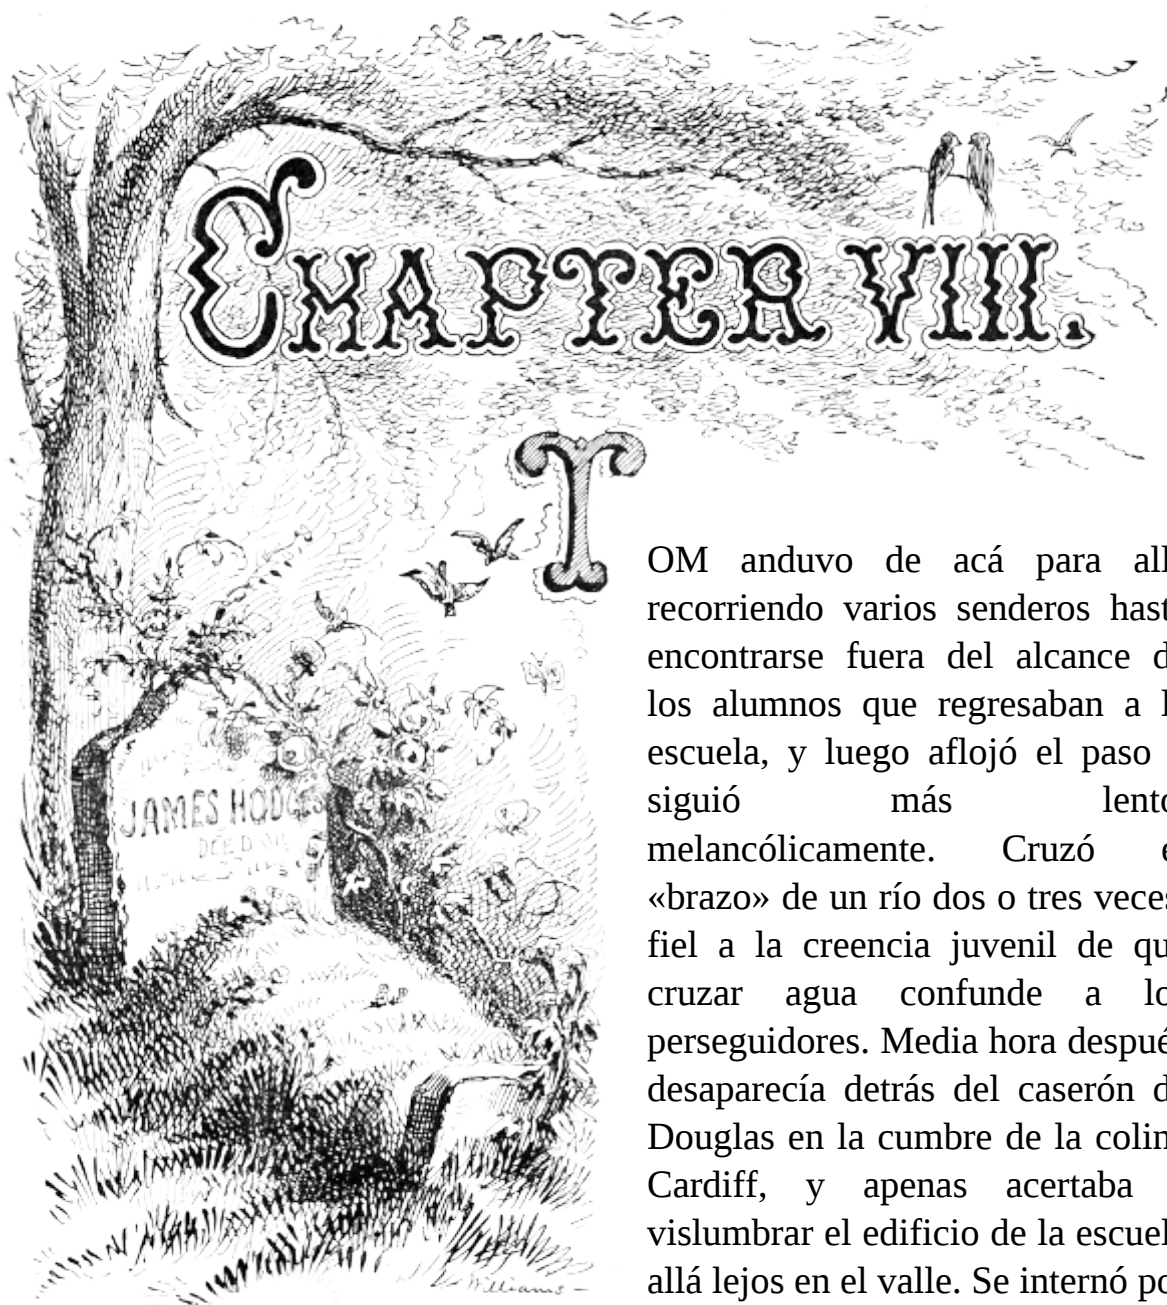 CHAPTER VIII.
T
OM anduvo de acá para all
recorriendo varios senderos hast
encontrarse fuera del alcance d
los alumnos que regresaban a l
escuela, y luego aflojó el paso
siguió más lento
melancólicamente. Cruzó e
«brazo» de un río dos o tres veces
fiel a la creencia juvenil de qu
cruzar agua confunde a lo
perseguidores. Media hora despué
desaparecía detrás del caserón d
Douglas en la cumbre de la colin
Cardiff, y apenas acertaba
vislumbrar el edificio de la escuel
allá lejos en el valle. Se internó po
JAMES HODGES
Williams